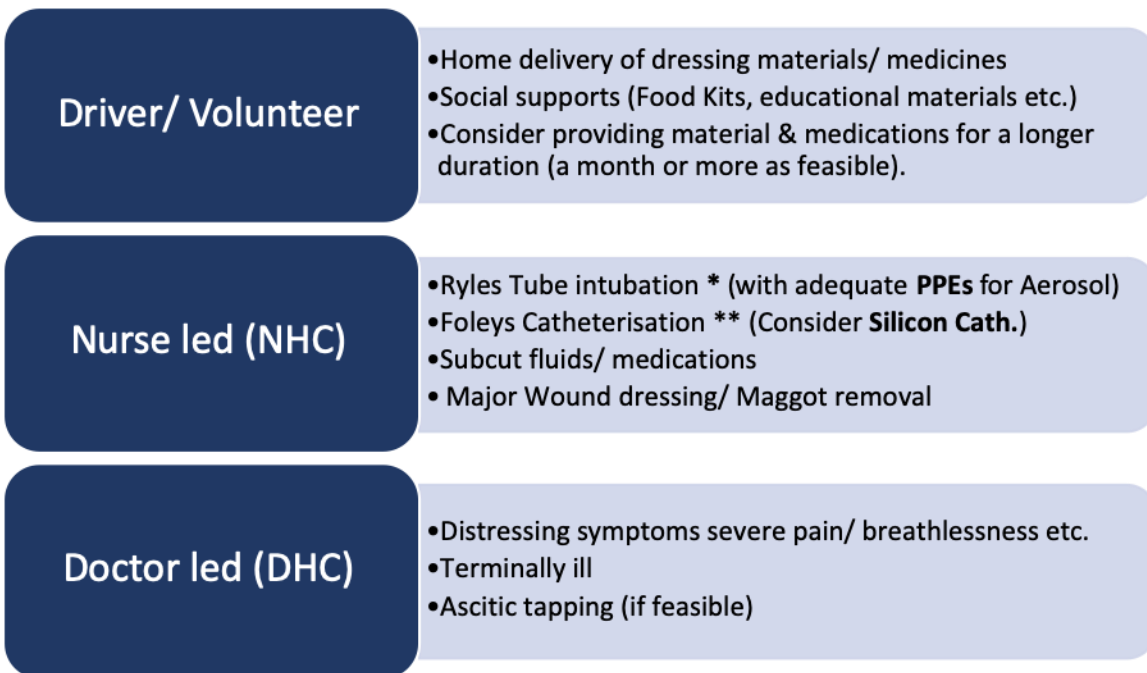 Driver/ Volunteer
•Home delivery of dressing materials/ medicines
•Social supports (Food Kits, educational materials etc.)
•Consider providing material & medications for a longer
duration (a month or more as feasible).
Nurse led (NHC)
•Ryles Tube intubation * (with adequate PPEs for Aerosol)
•Foleys Catheterisation ** (Consider Silicon Cath.)
•Subcut fluids/ medications
• Major Wound dressing/ Maggot removal
Doctor led (DHC)
•Distressing symptoms severe pain/ breathlessness etc.
•Terminally ill
•Ascitic tapping (if feasible)